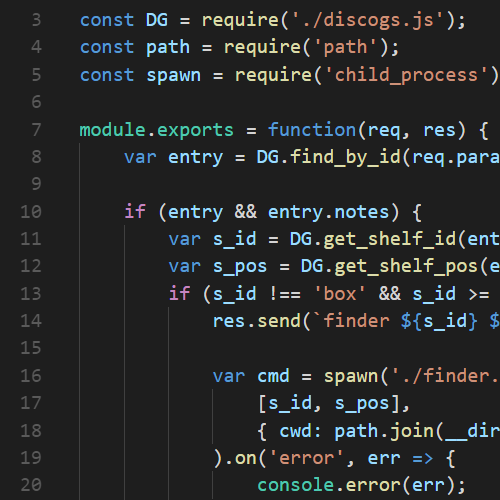 3 const DG = require('./discogs.js');
4 const path = require('path');
5 const spawn = require('child_process')
6
7 module.exports = function(req, res) {
8 var entry = DG.find_by_id(req.para
9
10 if (entry && entry.notes) {
11 var s_id = DG.get_shelf_id(ent
12 var s_pos = DG.get_shelf_pos(e
13 if (s_id !== 'box' && s_id >=
14 res.send(`finder ${s_id} $
15
16 var cmd = spawn('./finder.
17 [s_id, s_pos],
18 { cwd: path.join(__dir
19 ).on('error', err => {
20 console.error(err);